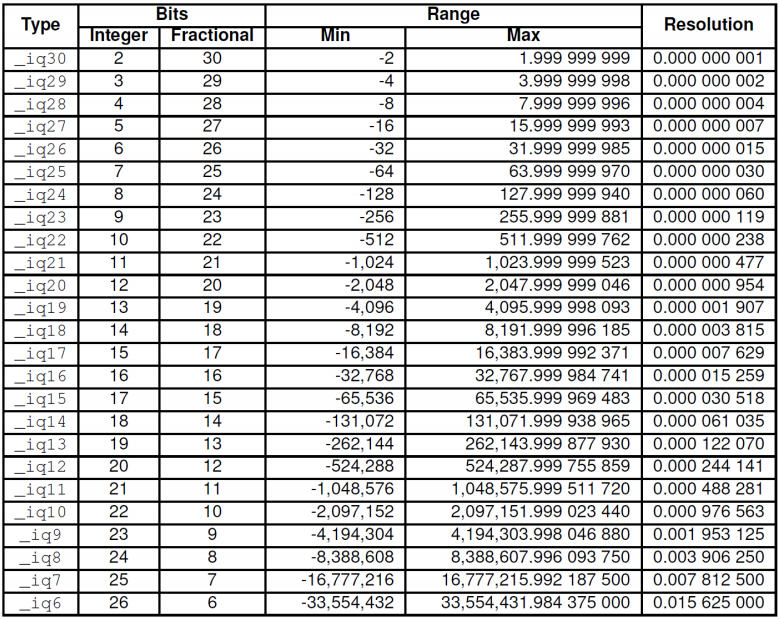 Type Bits Range Resolution
Integer Fractional Min Max
_iq30 2 30 -2 1.999 999 999 0.000 000 001
_iq29 3 29 -4 3.999 999 998 0.000 000 002
_iq28 4 28 -8 7.999 999 996 0.000 000 004
_iq27 5 27 -16 15.999 999 993 0.000 000 007
_iq26 6 26 -32 31.999 999 985 0.000 000 015
_iq25 7 25 -64 63.999 999 970 0.000 000 030
_iq24 8 24 -128 127.999 999 940 0.000 000 060
_iq23 9 23 -256 255.999 999 881 0.000 000 119
_iq22 10 22 -512 511.999 999 762 0.000 000 238
_iq21 11 21 -1,024 1,023.999 999 523 0.000 000 477
_iq20 12 20 -2,048 2,047.999 999 046 0.000 000 954
_iq19 13 19 -4,096 4,095.999 998 093 0.000 001 907
_iq18 14 18 -8,192 8,191.999 996 185 0.000 003 815
_iq17 15 17 -16,384 16,383.999 992 371 0.000 007 629
_iq16 16 16 -32,768 32,767.999 984 741 0.000 015 259
_iq15 17 15 -65,536 65,535.999 969 483 0.000 030 518
_iq14 18 14 -131,072 131,071.999 938 965 0.000 061 035
_iq13 19 13 -262,144 262,143.999 877 930 0.000 122 070
_iq12 20 12 -524,288 524,287.999 755 859 0.000 244 141
_iq11 21 11 -1,048,576 1,048,575.999 511 720 0.000 488 281
_iq10 22 10 -2,097,152 2,097,151.999 023 440 0.000 976 563
_iq9 23 9 -4,194,304 4,194,303.998 046 880 0.001 953 125
_iq8 24 8 -8,388,608 8,388,607.996 093 750 0.003 906 250
_iq7 25 7 -16,777,216 16,777,215.992 187 500 0.007 812 500
_iq6 26 6 -33,554,432 33,554,431.984 375 000 0.015 625 000